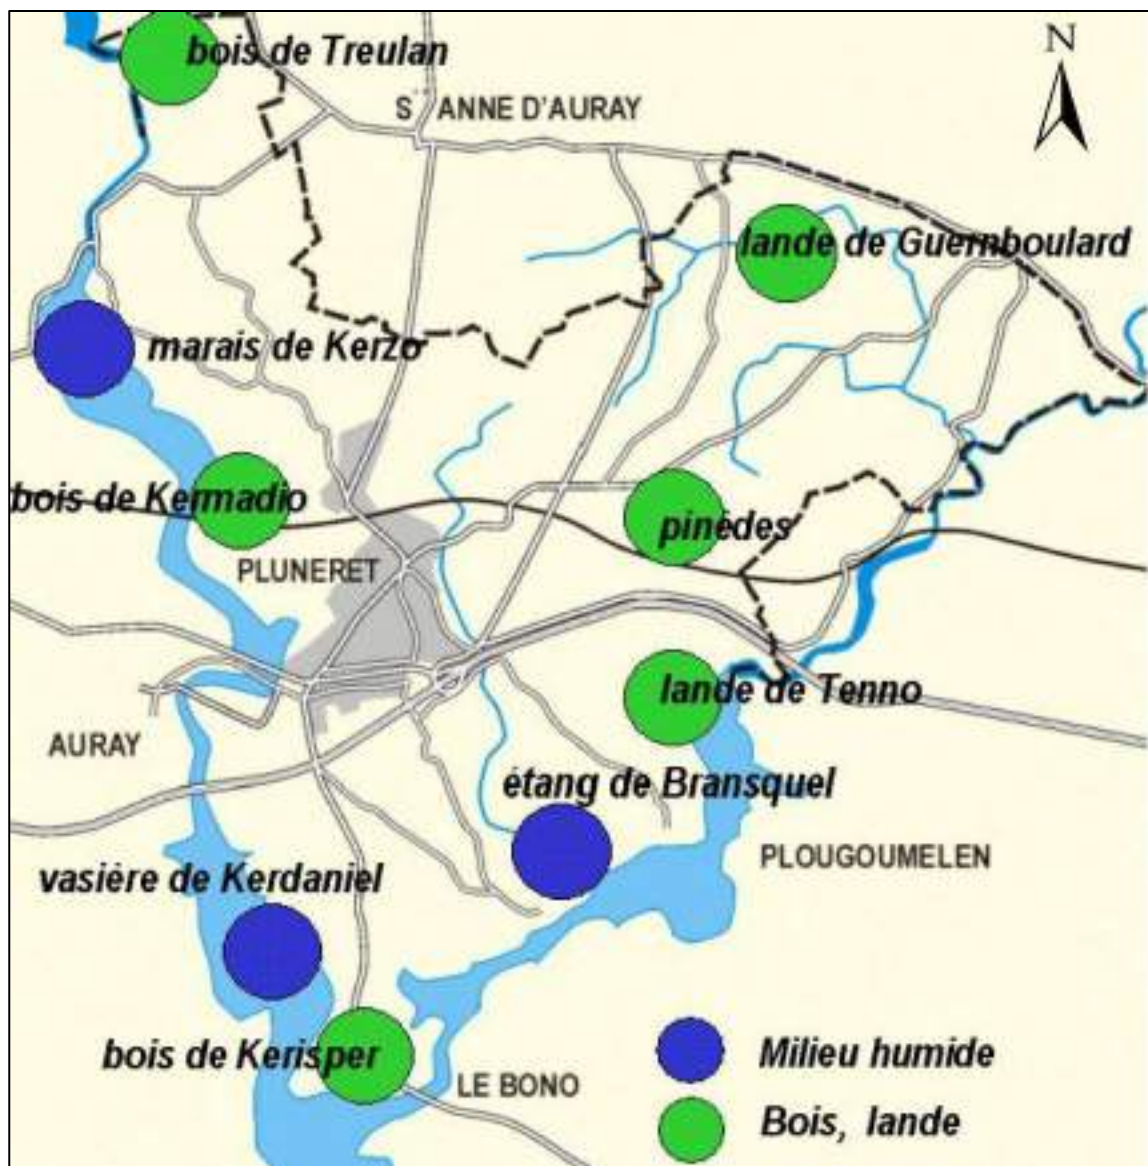 bois de Treulan
N
S^te ANNE D'AURAY
lande de Guernboulard
marais de Kerzo
bois de Kermadio
pinèdes
PLUNERET
lande de Tenno
AURAY
étang de Bransquel
PLOUGOUMELEN
vasière de Kerdaniel
bois de Kerisper
LE BONO
Milieu humide
Bois, lande